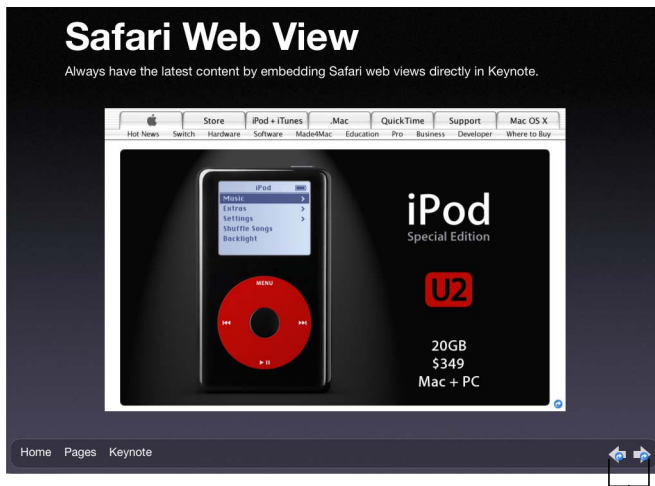 Safari Web View
Always have the latest content by embedding Safari web views directly in Keynote.
Store iPod + iTunes .Mac QuickTime Support Mac OS X
Hot News Switch Hardware Software Made4Mac Education Pro Business Developer Where to Buy
iPod
Music
Extras
Settings
Shuffle Songs
Backlight
MENU
iPod
Special Edition
U2
20GB
$349
Mac + PC
Home Pages Keynote